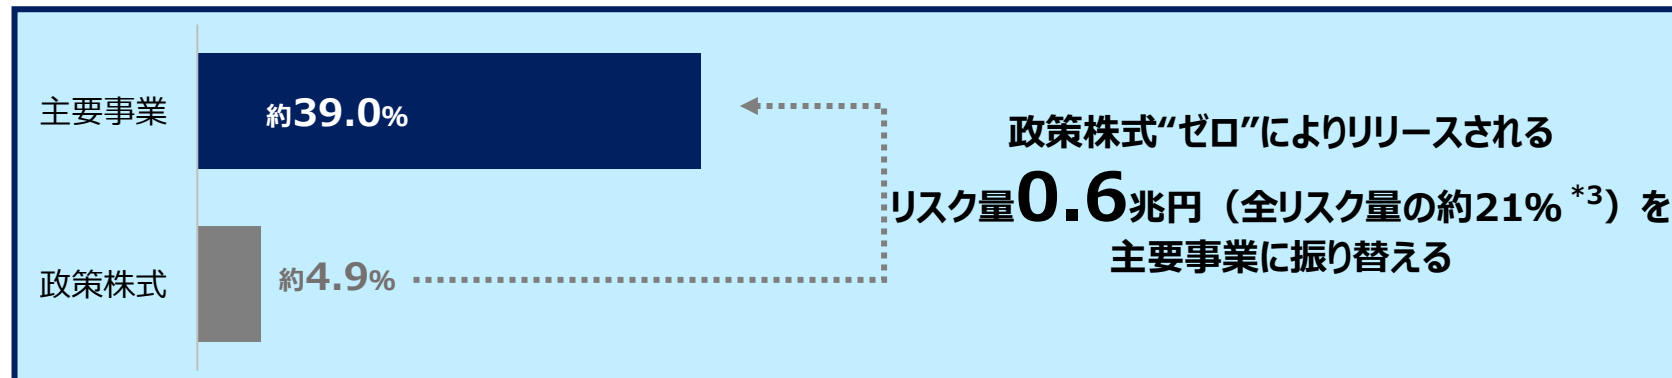 主要事業
約39.0%
政策株式
約4.9%
政策株式“ゼロ”によりリリースされる
リスク量0.6兆円（全リスク量の約21% *3）を
主要事業に振り替える